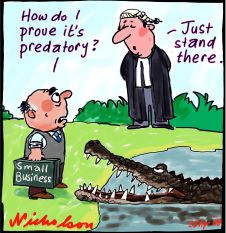 How do I
prove it's
predatory?
Just
stand
there.
Small
Business
Nicholson